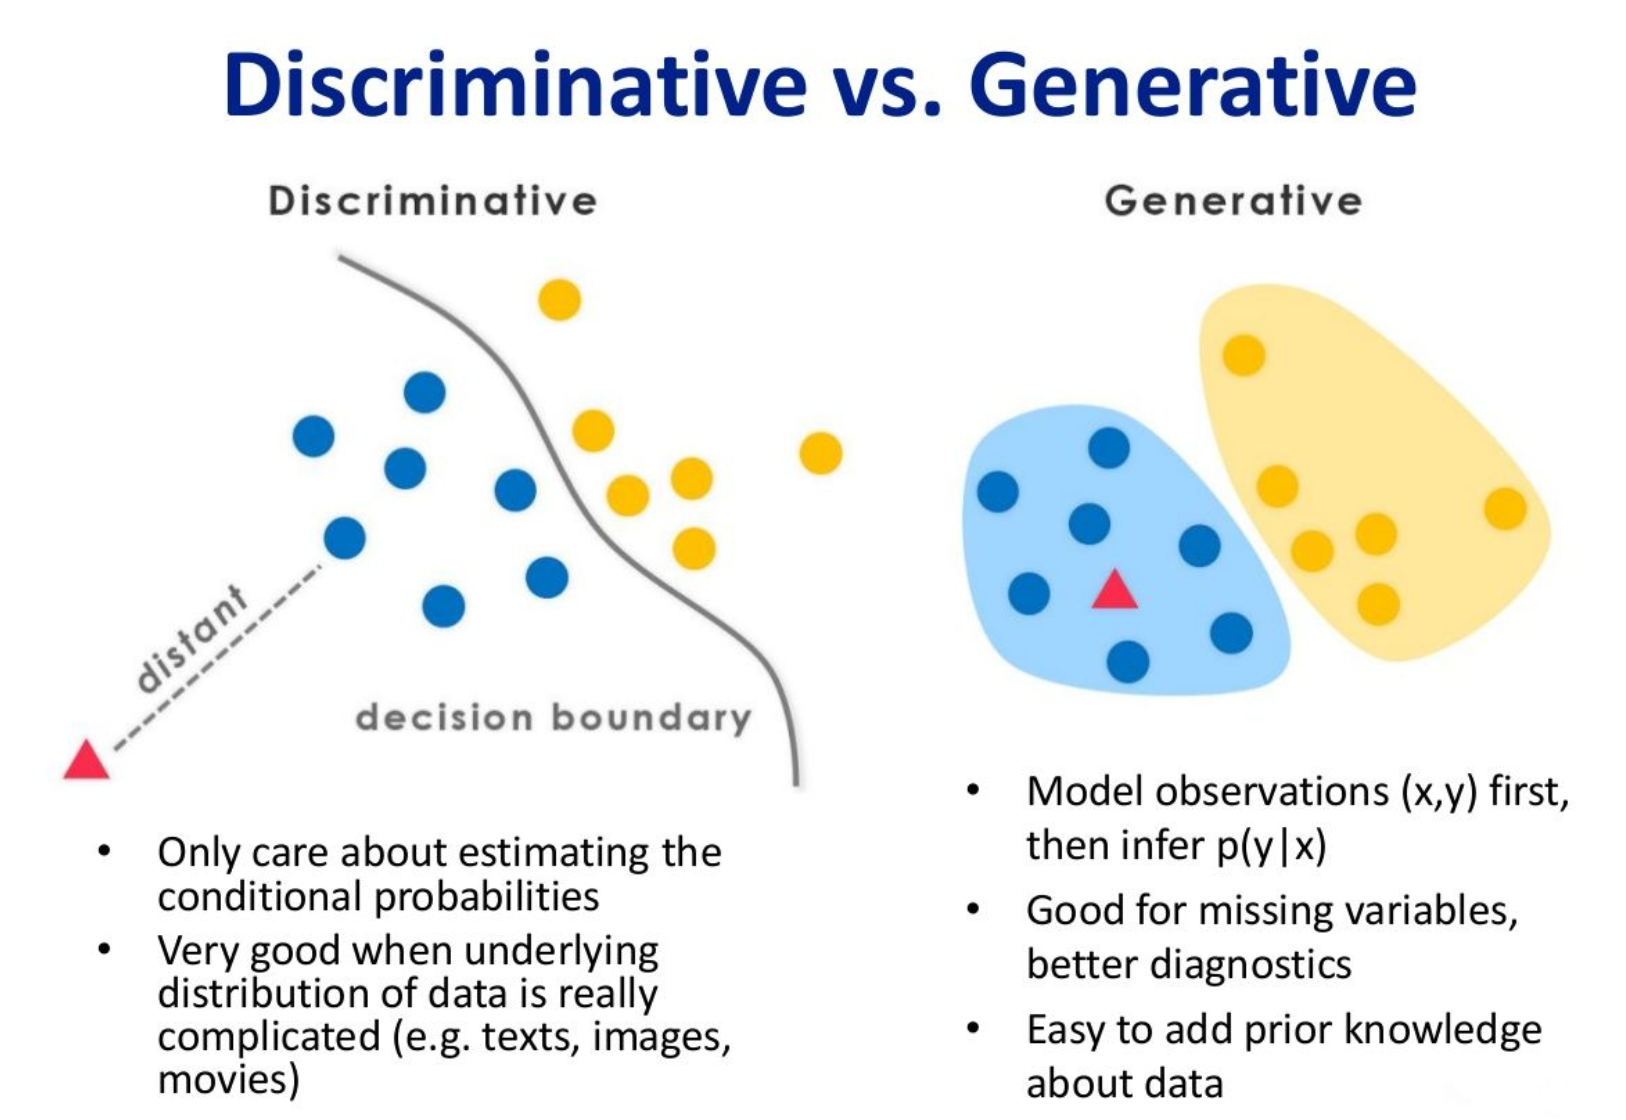 Discriminative vs. Generative
Discriminative
distant
decision boundary
• Only care about estimating the
conditional probabilities
• Very good when underlying
distribution of data is really
complicated (e.g. texts, images,
movies)
Generative
• Model observations (x,y) first,
then infer p(y|x)
• Good for missing variables,
better diagnostics
• Easy to add prior knowledge
about data